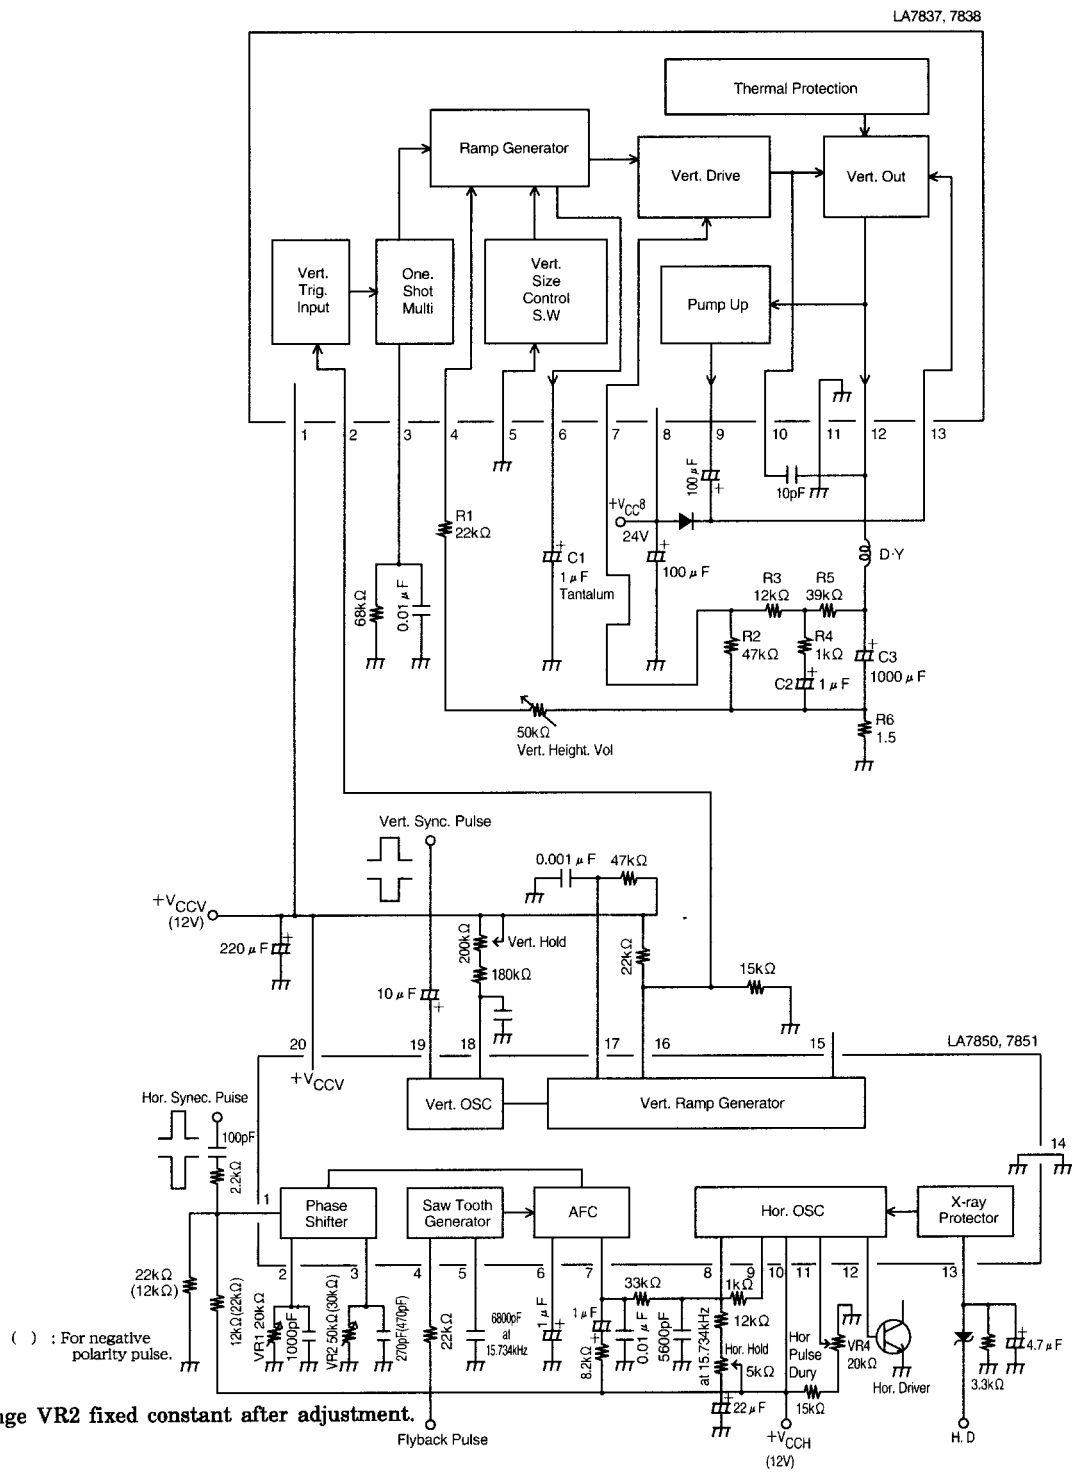 LA7837, 7838
Thermal Protection
Ramp Generator
Vert. Drive
Vert. Out
Vert.
Trig.
Input
One.
Shot
Multi
Vert.
Size
Control
S.W
Pump Up
1
2
3
4
5
6
7
8
9
10
11
12
13
100μF
+
10pF
R1
22kΩ
+VCC8
24V
+
100μF
+
C1
1μF
Tantalum
D·Y
68kΩ
0.01μF
R3
12kΩ
R5
39kΩ
R2
47kΩ
R4
1kΩ
C2
+
1μF
+
C3
1000μF
R6
1.5
50kΩ
Vert. Height. Vol
Vert. Sync. Pulse
0.001μF
47kΩ
+VCCV
(12V)
220μF
+
200kΩ
Vert. Hold
180kΩ
10μF
+
22kΩ
15kΩ
20
19
18
17
16
15
LA7850, 7851
+VCCV
Vert. OSC
Vert. Ramp Generator
14
Hor. Synec. Puise
100pF
2.2kΩ
1
Phase
Shifter
Saw Tooth
Generator
AFC
Hor. OSC
X-ray
Protector
2
3
4
5
6
7
8
9
10
11
12
13
22kΩ
(12kΩ)
12kΩ(22kΩ)
VR1 20kΩ
1000pF
VR2 50kΩ(30kΩ)
270pF(470pF)
22kΩ
6800pF
at
15.734kHz
1μF
+
1μF
+
8.2kΩ
33kΩ
0.01μF
5600pF
1kΩ
12kΩ
at 15.734kHz
Hor. Hold
5kΩ
+
22μF
Hor
Pulse
Dury
VR4
20kΩ
15kΩ
Hor. Driver
3.3kΩ
+
4.7μF
( ) : For negative
polarity pulse.
nge VR2 fixed constant after adjustment.
Flyback Pulse
+VCCH
(12V)
H.D